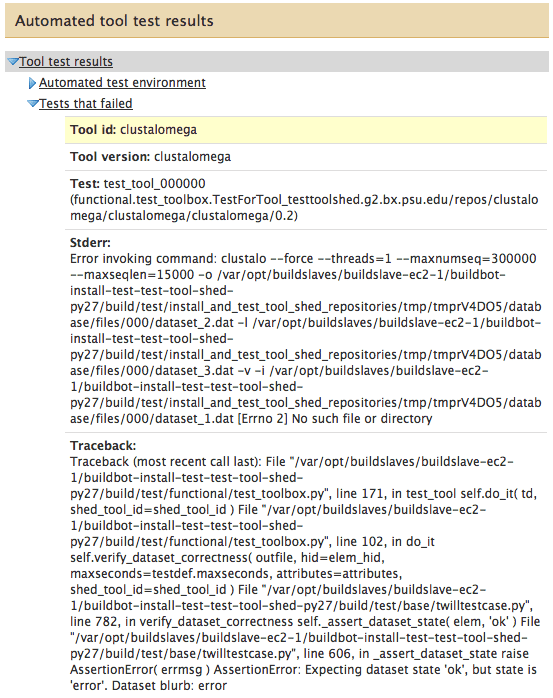 Automated tool test results
Tool test results
Automated test environment
Tests that failed
Tool id: clustalomega
Tool version: clustalomega
Test: test_tool_000000
(functional.test_toolbox.TestForTool_testtoolshed.g2.bx.psu.edu/repos/clustalo
mega/clustalomega/clustalomega/0.2)
Stderr:
Error invoking command: clustalo --force --threads=1 --maxnumseq=300000
--maxseqlen=15000 -o /var/opt/buildslaves/buildslave-ec2-1/buildbot-
install-test-test-tool-shed-
py27/build/test/install_and_test_tool_shed_repositories/tmp/tmprV4DO5/datab
ase/files/000/dataset_2.dat -l /var/opt/buildslaves/buildslave-ec2-1/buildbot-
install-test-test-tool-shed-
py27/build/test/install_and_test_tool_shed_repositories/tmp/tmprV4DO5/datab
ase/files/000/dataset_3.dat -v -i /var/opt/buildslaves/buildslave-ec2-
1/buildbot-install-test-test-tool-shed-
py27/build/test/install_and_test_tool_shed_repositories/tmp/tmprV4DO5/datab
ase/files/000/dataset_1.dat [Errno 2] No such file or directory
Traceback:
Traceback (most recent call last): File "/var/opt/buildslaves/buildslave-ec2-
1/buildbot-install-test-test-tool-shed-
py27/build/test/functional/test_toolbox.py", line 171, in test_tool self.do_it( td,
shed_tool_id=shed_tool_id ) File "/var/opt/buildslaves/buildslave-ec2-
1/buildbot-install-test-test-tool-shed-
py27/build/test/functional/test_toolbox.py", line 102, in do_it
self.verify_dataset_correctness( outfile, hid=elem_hid,
maxseconds=testdef.maxseconds, attributes=attributes,
shed_tool_id=shed_tool_id ) File "/var/opt/buildslaves/buildslave-ec2-
1/buildbot-install-test-test-tool-shed-py27/build/test/base/twilltestcase.py",
line 782, in verify_dataset_correctness self._assert_dataset_state( elem, 'ok' ) File
"/var/opt/buildslaves/buildslave-ec2-1/buildbot-install-test-test-tool-shed-
py27/build/test/base/twilltestcase.py", line 606, in _assert_dataset_state raise
AssertionError( errmsg ) AssertionError: Expecting dataset state 'ok', but state is
'error'. Dataset blurb: error